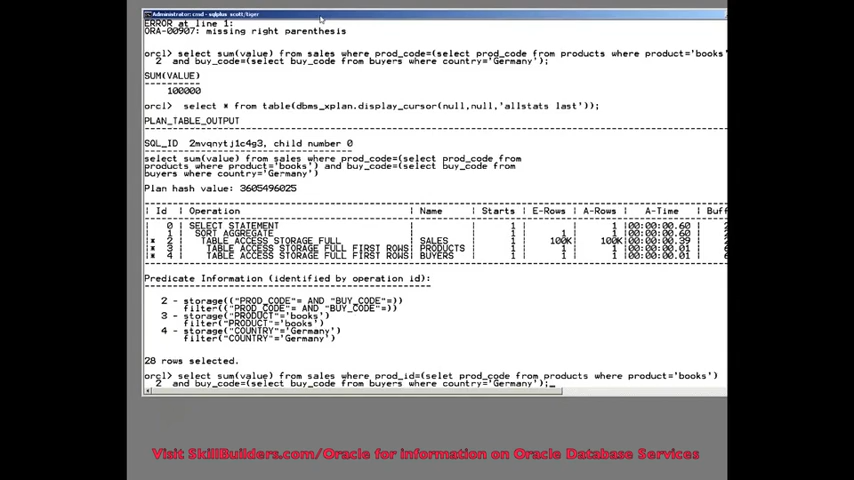 Administrator: cmd - sqlplus scott/tiger
ERROR at line 1:
ORA-00907: missing right parenthesis
orcl> select sum(value) from sales where prod_code=(select prod_code from products where product='books'
2 and buy_code=(select buy_code from buyers where country='Germany');
SUM(VALUE)
----------
100000
orcl> select * from table(dbms_xplan.display_cursor(null,null,'allstats last'));
PLAN_TABLE_OUTPUT
SQL_ID 2mvqnytj1c4g3, child number 0
select sum(value) from sales where prod_code=(select prod_code from
products where product='books') and buy_code=(select buy_code from
buyers where country='Germany')
Plan hash value: 3605496025
| Id | Operation | Name | Starts | E-Rows | A-Rows | A-Time | Buff
| 0 | SELECT STATEMENT | | 1 | | 1 |00:00:00.60 | 2
| 1 | SORT AGGREGATE | | 1 | 1 | 1 |00:00:00.60 | 2
|* 2 | TABLE ACCESS STORAGE FULL | SALES | 1 | 100K| 100K|00:00:00.39 | 2
|* 3 | TABLE ACCESS STORAGE FULL FIRST ROWS| PRODUCTS | 1 | 1 | 1 |00:00:00.01 | 6
|* 4 | TABLE ACCESS STORAGE FULL FIRST ROWS| BUYERS | 1 | 1 | 1 |00:00:00.01 | 6
Predicate Information (identified by operation id):
2 - storage(("PROD_CODE"= AND "BUY_CODE"=))
filter(("PROD_CODE"= AND "BUY_CODE"=))
3 - storage("PRODUCT"='books')
filter("PRODUCT"='books')
4 - storage("COUNTRY"='Germany')
filter("COUNTRY"='Germany')
28 rows selected.
orcl> select sum(value) from sales where prod_id=(selet prod_code from products where product='books')
2 and buy_code=(select buy_code from buyers where country='Germany');_
Visit SkillBuilders.com/Oracle for information on Oracle Database Services